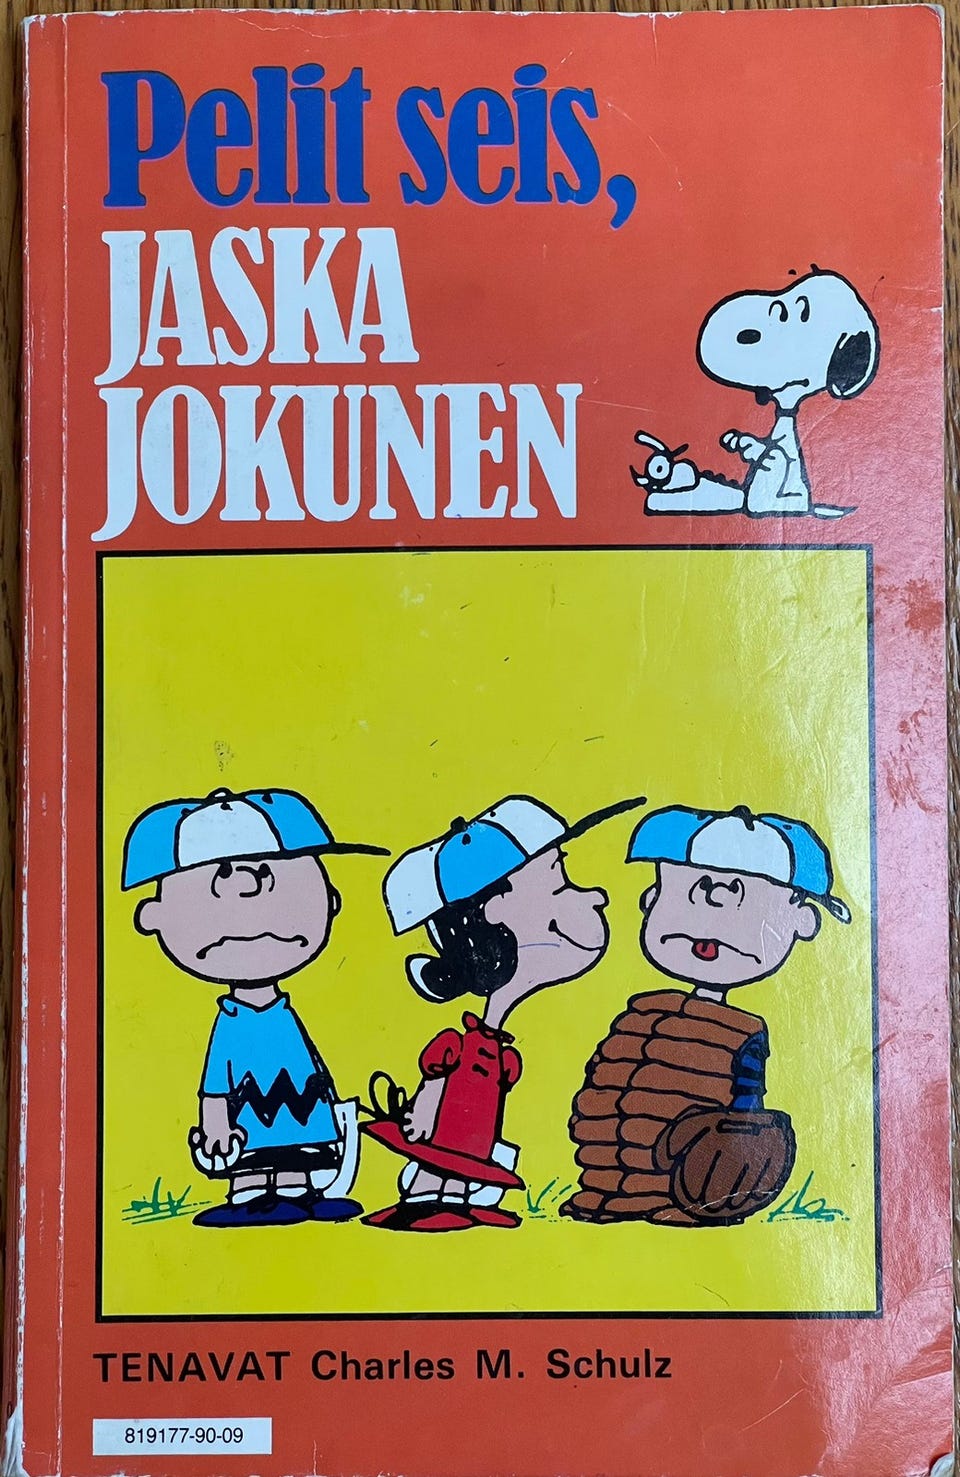 Pelit seis,
JASKA
JOKUNEN
TENAVAT Charles M. Schulz
819177-90-09